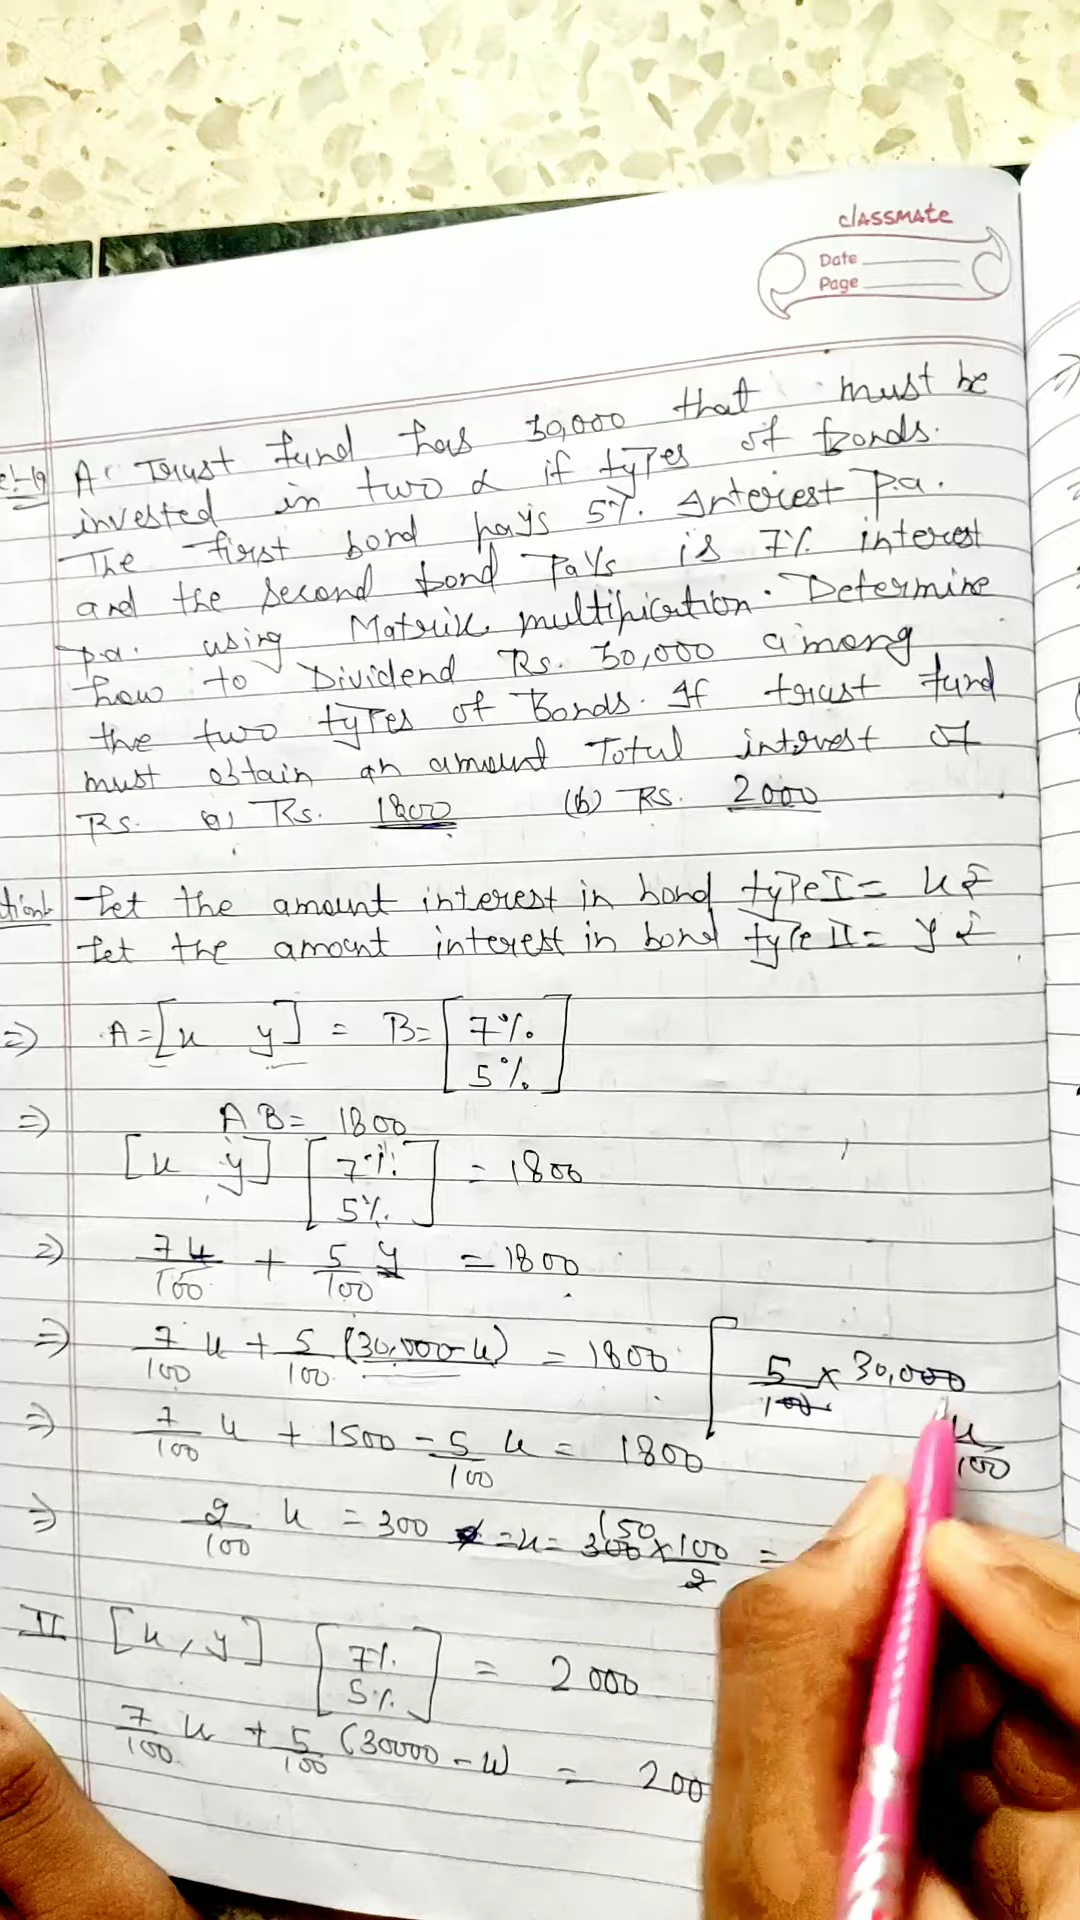 classmate
Date
Page
A Trust fund has 30,000 that must be
invested in two & if types of bonds.
The first bond pays 5% Interest P.a.
and the second bond Pays is 7% interest
p.a. using Matrix multiplication. Determine
how to Dividend Rs. 30,000 among
the two types of Bonds. If trust fund
must obtain an amount Total interest of
Rs. a) Rs. 1800 (b) Rs. 2000
Let the amount interest in bond type I = x ₹
Let the amount interest in bond type II = y ₹
=> A = [x y] = B = [7% 5%]
=> AB = 1800
[x y] [7% 5%] = 1800
=> 7x/100 + 5/100 y = 1800
=> 7/100 x + 5/100 (30,000-x) = 1800
5/100 x 30,000
=> 7/100 x + 1500 - 5/100 x = 1800
x/100
=> 2/100 x = 300 = x = 150 300 x 100/2 =
II [x, y] [7% 5%] = 2000
7/100 x + 5/100 (30000 - x) = 200